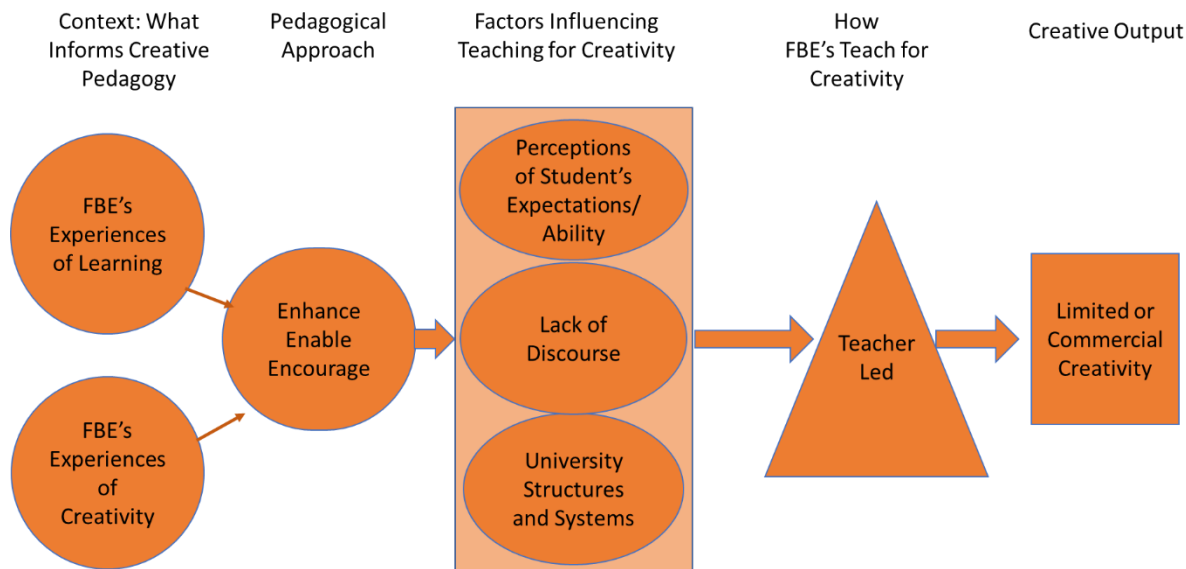 Context: What
Informs Creative
Pedagogy
Pedagogical
Approach
Factors Influencing
Teaching for Creativity
How
FBE's Teach for
Creativity
Creative Output
FBE's
Experiences
of Learning
FBE's
Experiences
of
Creativity
Enhance
Enable
Encourage
Perceptions
of Student's
Expectations/
Ability
Lack of
Discourse
University
Structures
and Systems
Teacher
Led
Limited or
Commercial
Creativity